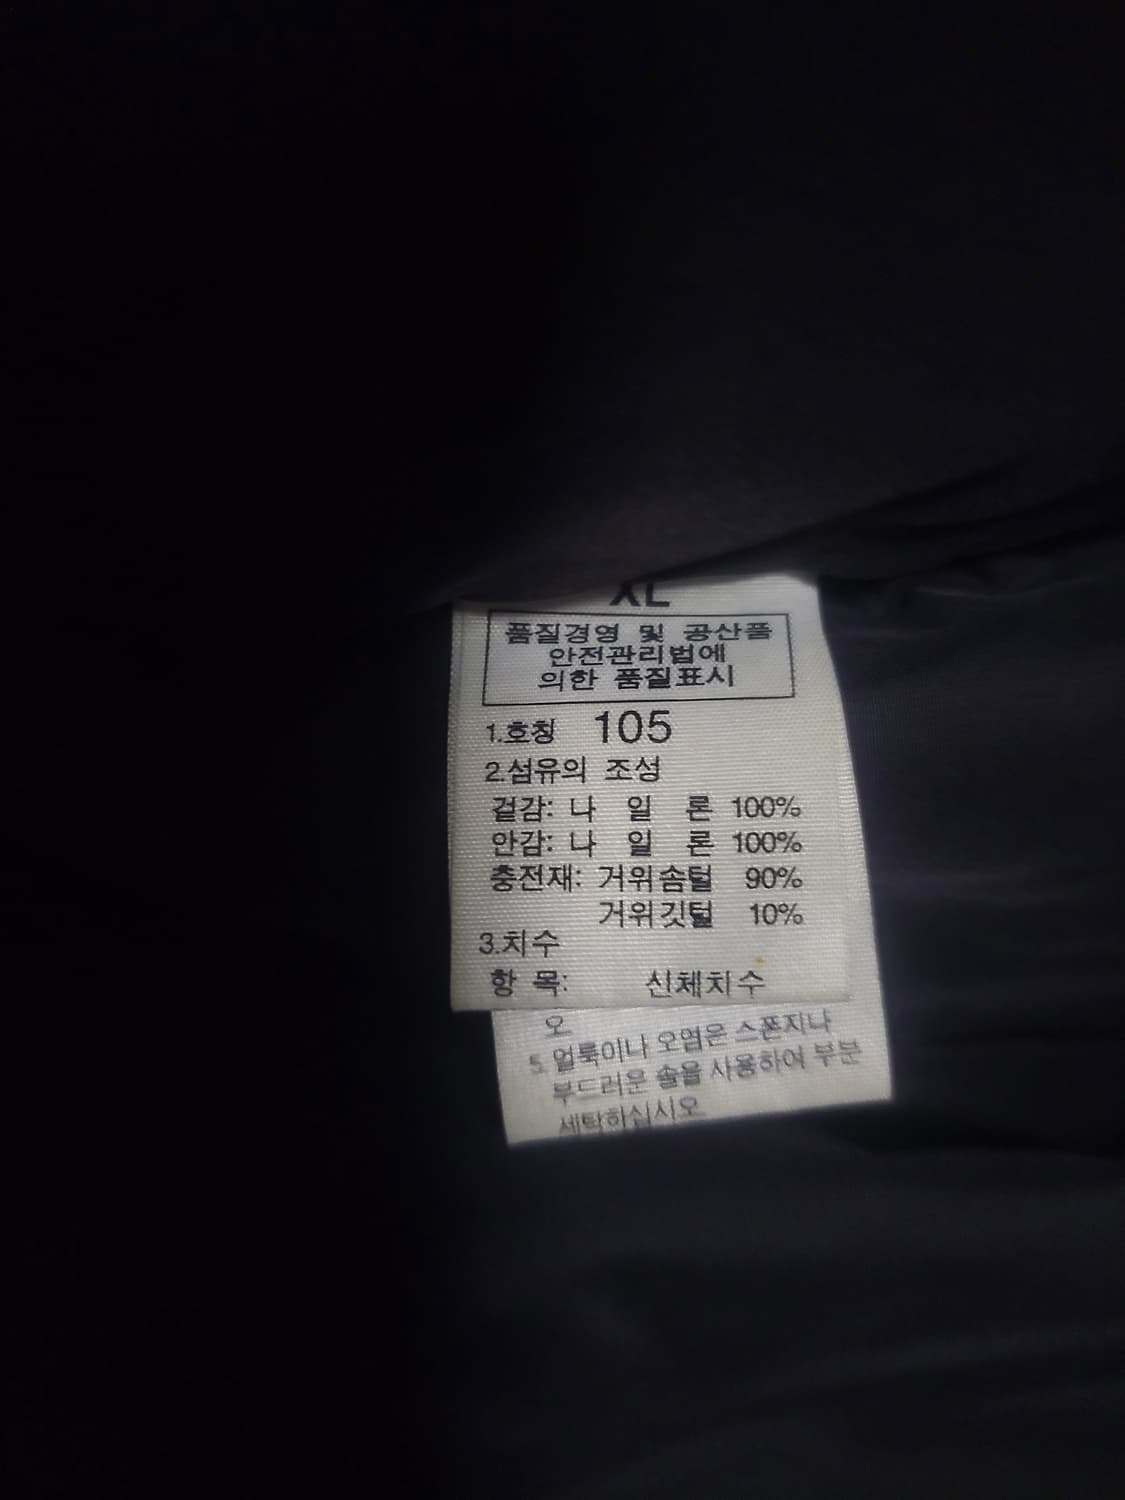 XL
품질경영 및 공산품
안전관리법에
의한 품질표시
1.호칭 105
2.섬유의 조성
겉감: 나 일 론 100%
안감: 나 일 론 100%
충전재: 거위솜털 90%
거위깃털 10%
3.치수
항 목: 신체치수
오
5. 얼룩이나 오염은 스폰지나
부드러운 솔을 사용하여 부분
세탁하십시오